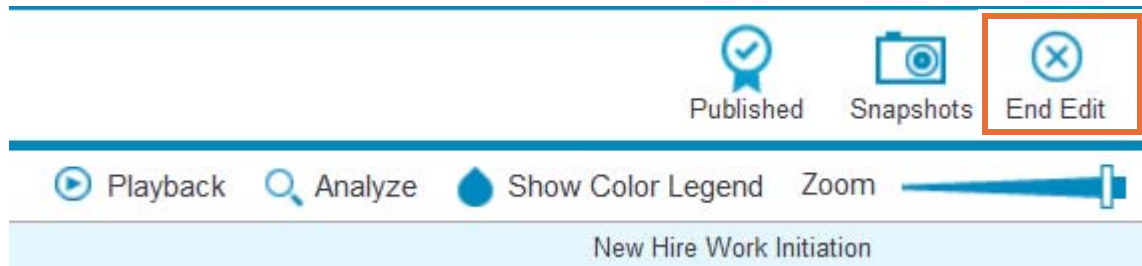 Published Snapshots End Edit
Playback Analyze Show Color Legend Zoom
New Hire Work Initiation